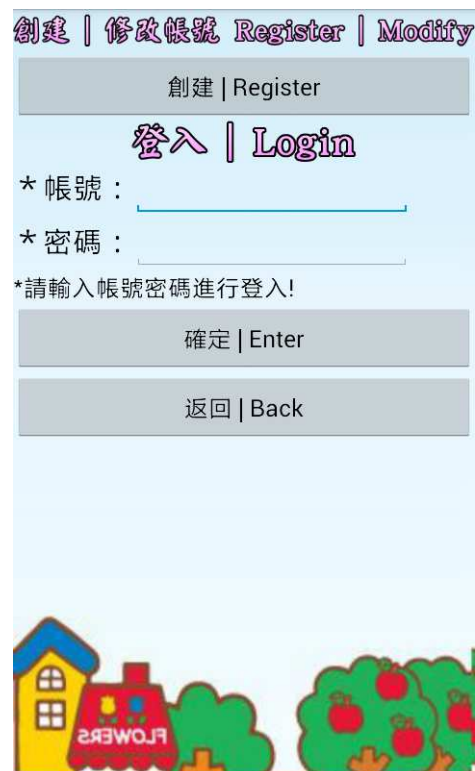 創建 | 修改帳號 Register | Modify
創建 | Register
登入 | Login
* 帳號：
* 密碼：
*請輸入帳號密碼進行登入!
確定 | Enter
返回 | Back
FLOWERS